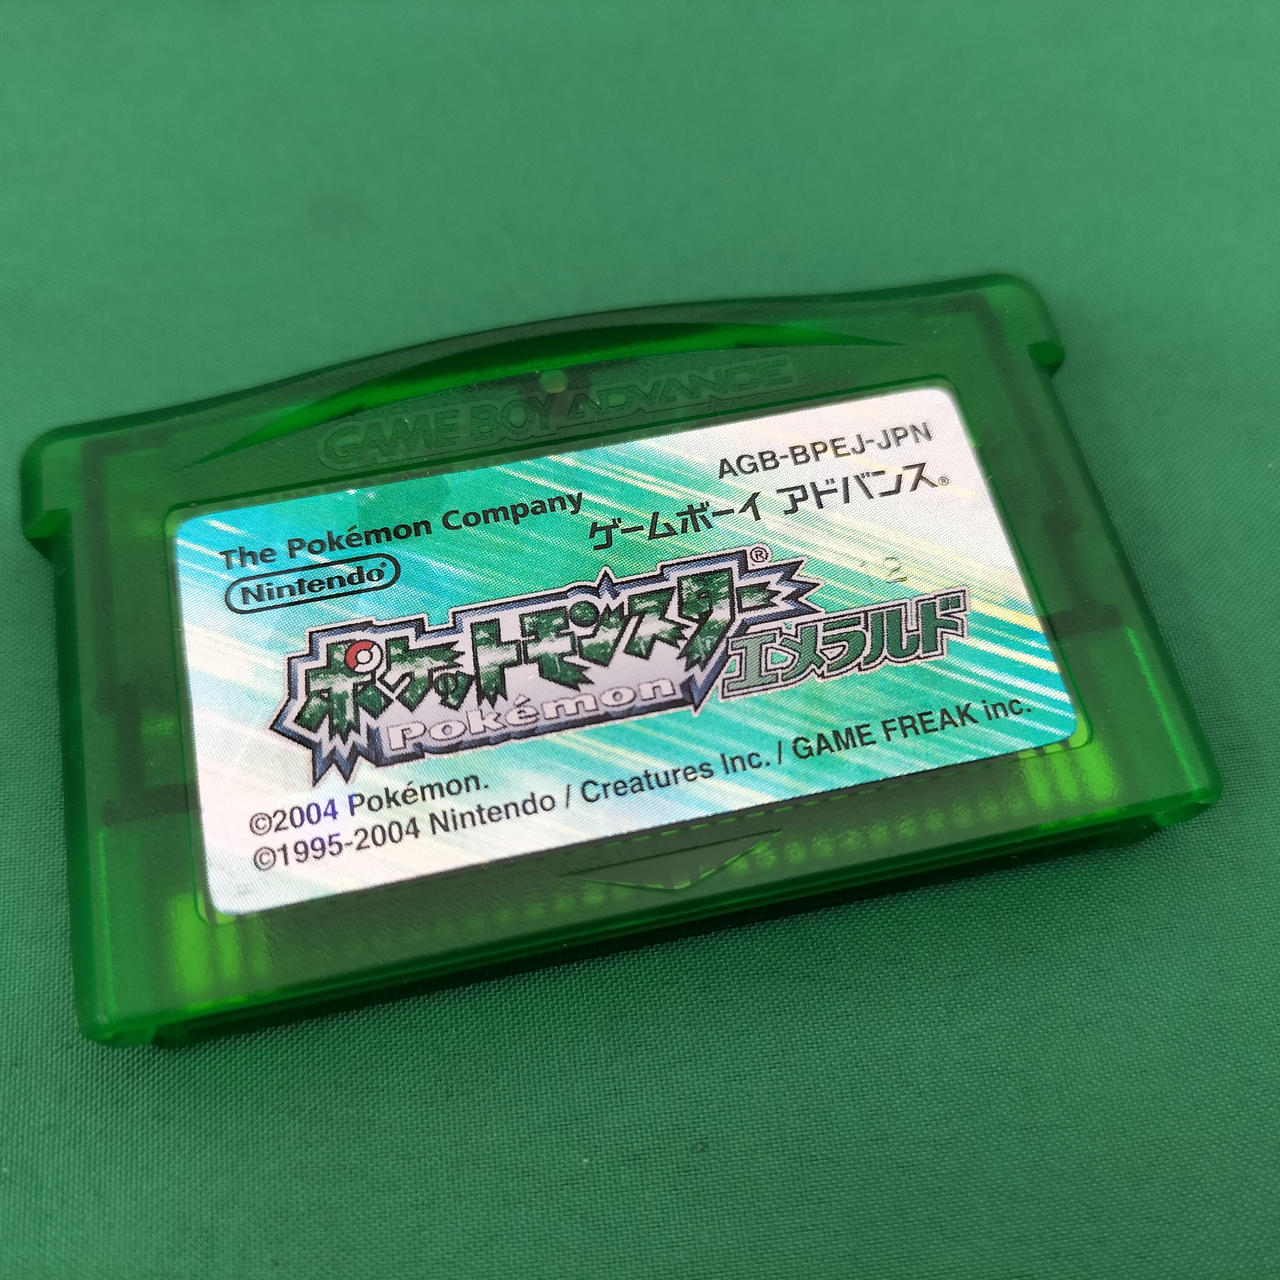 GAME BOY ADVANCE
AGB-BPEJ-JPN
The Pokémon Company
ゲームボーイ アドバンス®
Nintendo®
2
ポケットモンスター®
Pokémon
エメラルド
©2004 Pokémon.
©1995-2004 Nintendo / Creatures Inc. / GAME FREAK inc.